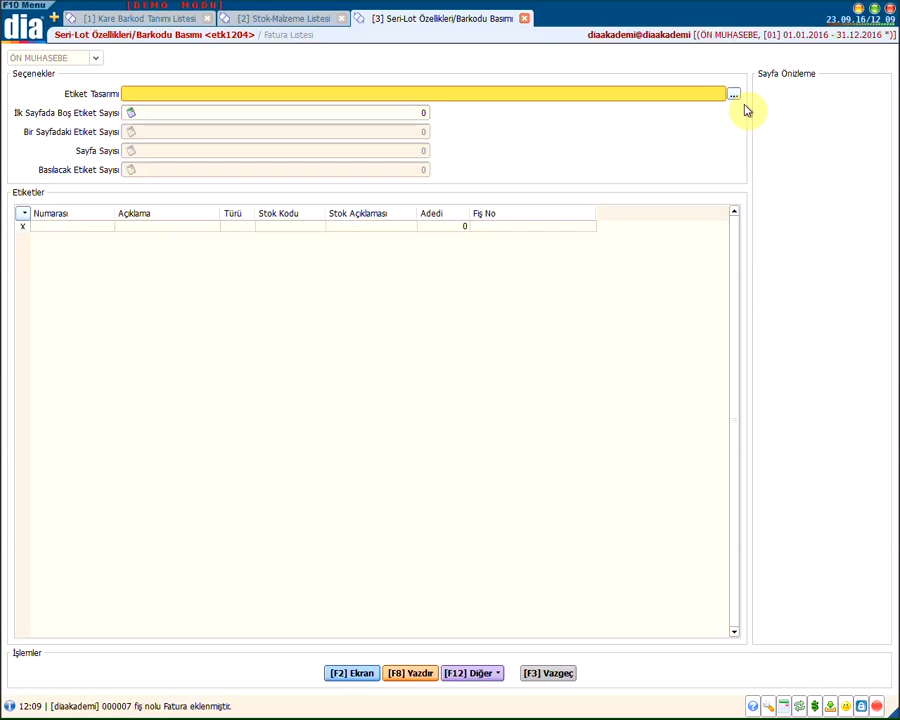 F10 Menu [DEMO MODU]
dia + [1] Kare Barkod Tanımı Listesi [2] Stok-Malzeme Listesi [3] Seri-Lot Özellikleri/Barkodu Basımı 23.09.16/12 09
Seri-Lot Özellikleri/Barkodu Basımı <etk1204> / Fatura Listesi diaakademi@diaakademi [(ÖN MUHASEBE, [01] 01.01.2016 - 31.12.2016 ")]
ÖN MUHASEBE
Seçenekler Sayfa Önizleme
Etiket Tasarımı ...
İlk Sayfada Boş Etiket Sayısı 0
Bir Sayfadaki Etiket Sayısı 0
Sayfa Sayısı 0
Basılacak Etiket Sayısı 0
Etiketler
Numarası Açıklama Türü Stok Kodu Stok Açıklaması Adedi Fiş No
X 0
İşlemler
[F2] Ekran [F8] Yazdır [F12] Diğer [F3] Vazgeç
12:09 | [diaakademi] 000007 fiş nolu Fatura eklenmiştir.